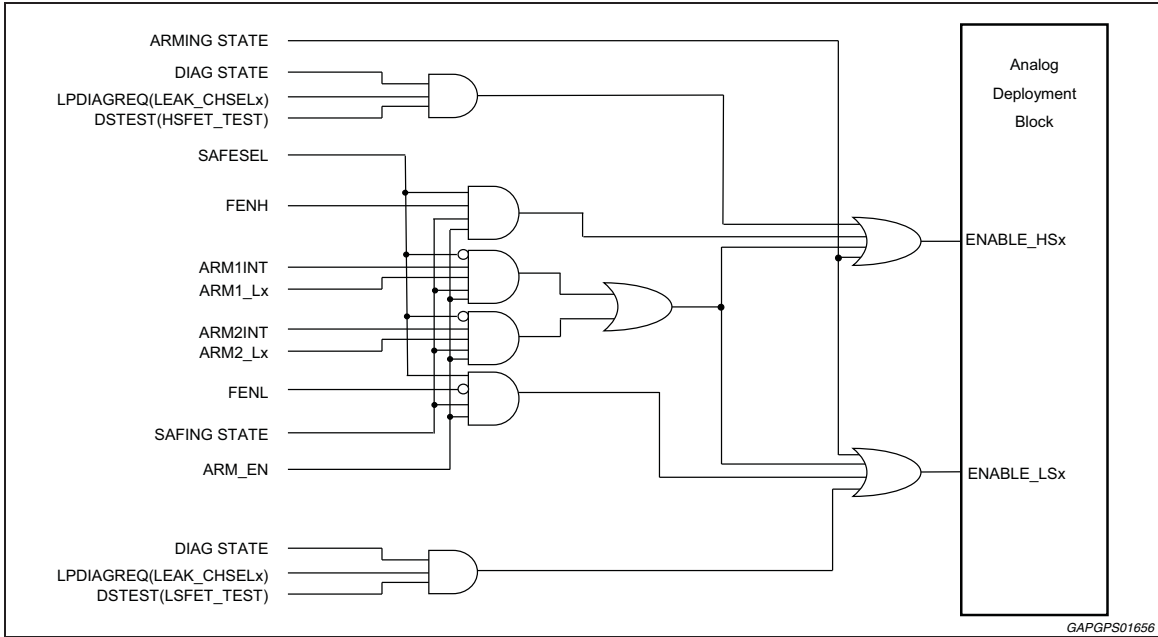 ARMING STATE
DIAG STATE
LPDIAGREQ(LEAK_CHSELx)
DSTEST(HSFET_TEST)
SAFESEL
FENH
ARM1INT
ARM1_Lx
ARM2INT
ARM2_Lx
FENL
SAFING STATE
ARM_EN
DIAG STATE
LPDIAGREQ(LEAK_CHSELx)
DSTEST(LSFET_TEST)
Analog
Deployment
Block
ENABLE_HSx
ENABLE_LSx
GAPGPS01656